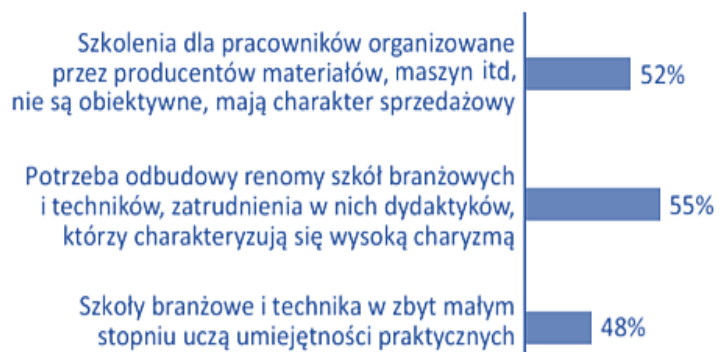 Szkolenia dla pracowników organizowane
przez producentów materiałów, maszyn itd,
nie są obiektywne, mają charakter sprzedażowy
52%
Potrzeba odbudowy renomy szkół branżowych
i techników, zatrudnienia w nich dydaktyków,
którzy charakteryzują się wysoką charyzmą
55%
Szkoły branżowe i technika w zbyt małym
stopniu uczą umiejętności praktycznych
48%